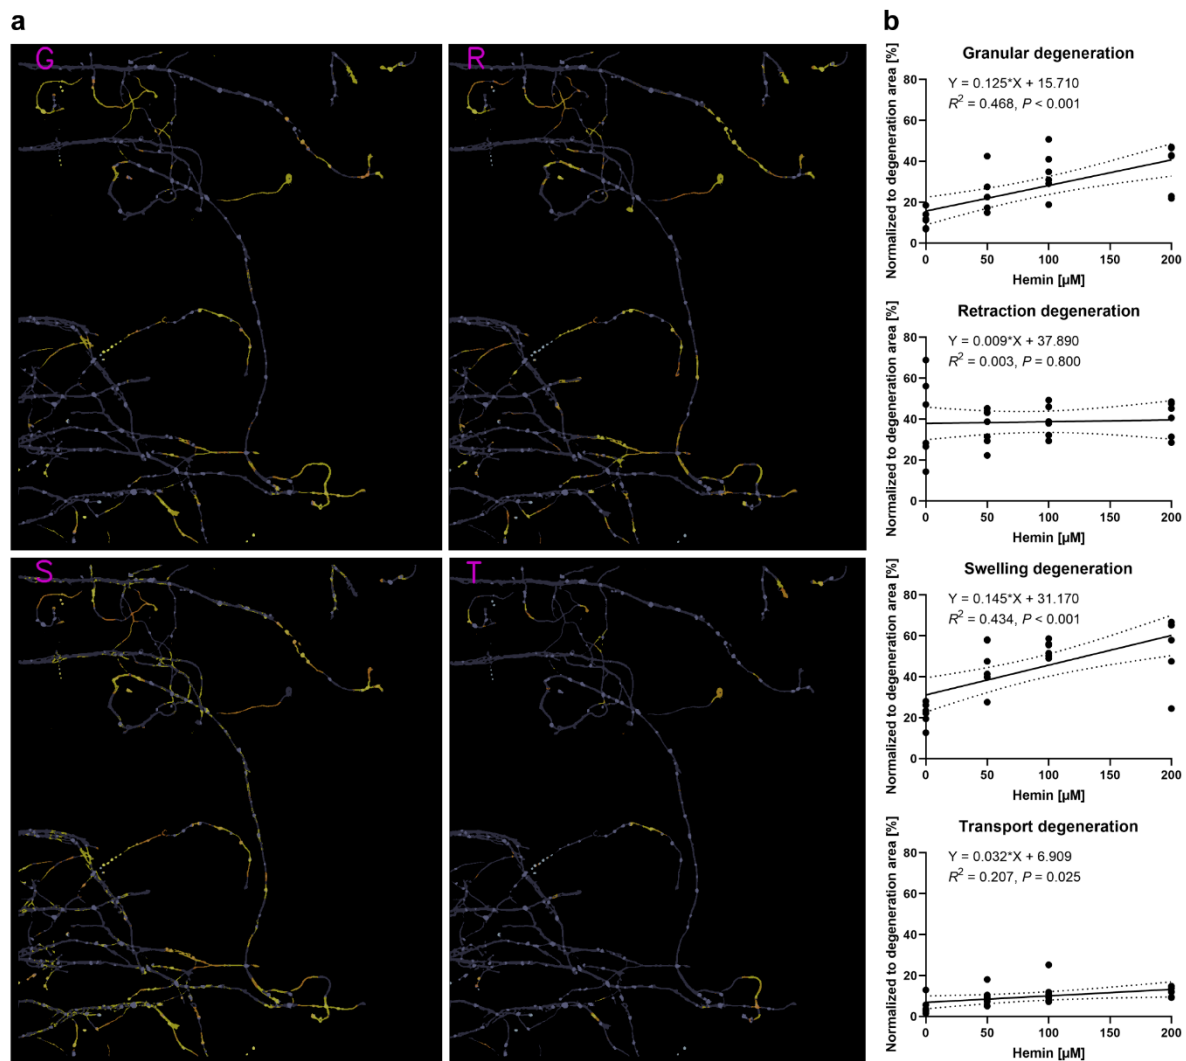 a
b
G
R
S
T
Granular degeneration
Y = 0.125*X + 15.710
R² = 0.468, P < 0.001
Normalized to degeneration area [%]
80
60
40
20
0
0 50 100 150 200
Hemin [µM]
Retraction degeneration
Y = 0.009*X + 37.890
R² = 0.003, P = 0.800
Normalized to degeneration area [%]
80
60
40
20
0
0 50 100 150 200
Hemin [µM]
Swelling degeneration
Y = 0.145*X + 31.170
R² = 0.434, P < 0.001
Normalized to degeneration area [%]
80
60
40
20
0
0 50 100 150 200
Hemin [µM]
Transport degeneration
Y = 0.032*X + 6.909
R² = 0.207, P = 0.025
Normalized to degeneration area [%]
80
60
40
20
0
0 50 100 150 200
Hemin [µM]